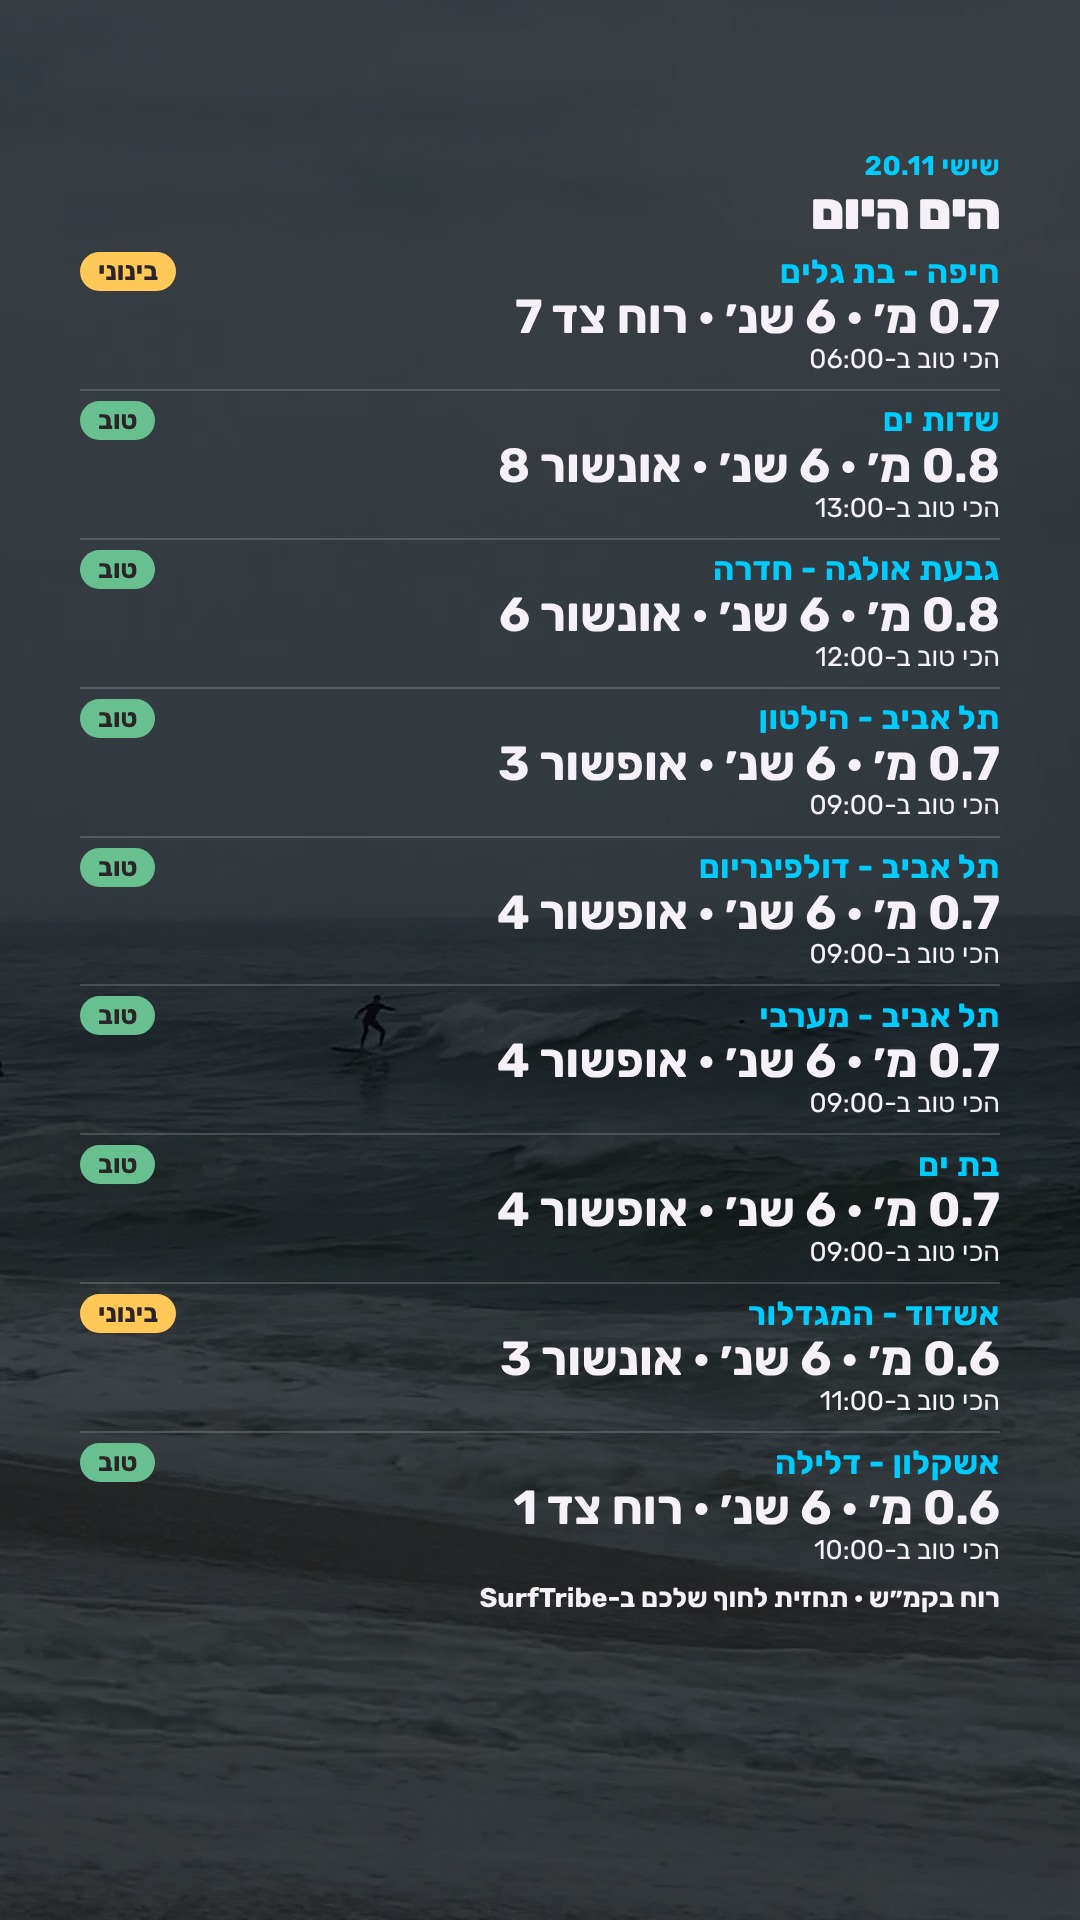 שישי 20.11
הים היום
חיפה - בת גלים
בינוני
0.7 מ׳ • 6 שנ׳ • רוח צד 7
הכי טוב ב-06:00
שדות ים
טוב
0.8 מ׳ • 6 שנ׳ • אונשור 8
הכי טוב ב-13:00
גבעת אולגה - חדרה
טוב
0.8 מ׳ • 6 שנ׳ • אונשור 6
הכי טוב ב-12:00
תל אביב - הילטון
טוב
0.7 מ׳ • 6 שנ׳ • אופשור 3
הכי טוב ב-09:00
תל אביב - דולפינריום
טוב
0.7 מ׳ • 6 שנ׳ • אופשור 4
הכי טוב ב-09:00
תל אביב - מערבי
טוב
0.7 מ׳ • 6 שנ׳ • אופשור 4
הכי טוב ב-09:00
בת ים
טוב
0.7 מ׳ • 6 שנ׳ • אופשור 4
הכי טוב ב-09:00
אשדוד - המגדלור
בינוני
0.6 מ׳ • 6 שנ׳ • אונשור 3
הכי טוב ב-11:00
אשקלון - דלילה
טוב
0.6 מ׳ • 6 שנ׳ • רוח צד 1
הכי טוב ב-10:00
רוח בקמ״ש • תחזית לחוף שלכם ב-SurfTribe